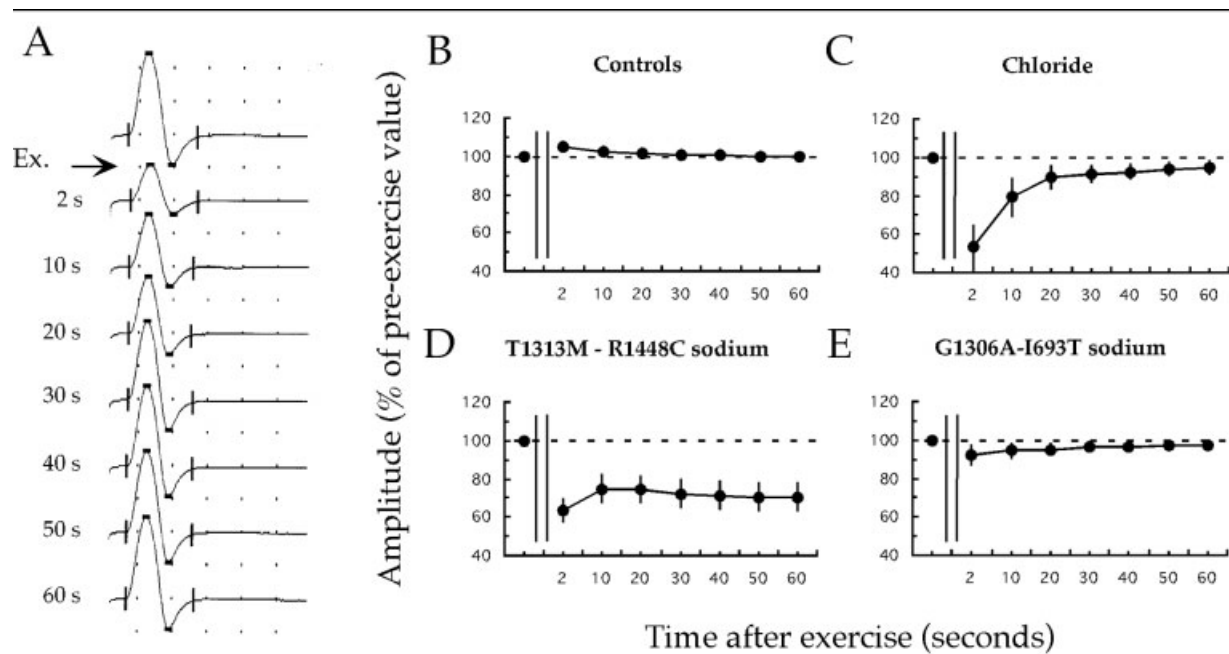 A
Ex.
2 s
10 s
20 s
30 s
40 s
50 s
60 s
Amplitude (% of pre-exercise value)
B
Controls
120
100
80
60
40
2 10 20 30 40 50 60
C
Chloride
120
100
80
60
40
2 10 20 30 40 50 60
D
T1313M - R1448C sodium
120
100
80
60
40
2 10 20 30 40 50 60
E
G1306A-I693T sodium
120
100
80
60
40
2 10 20 30 40 50 60
Time after exercise (seconds)